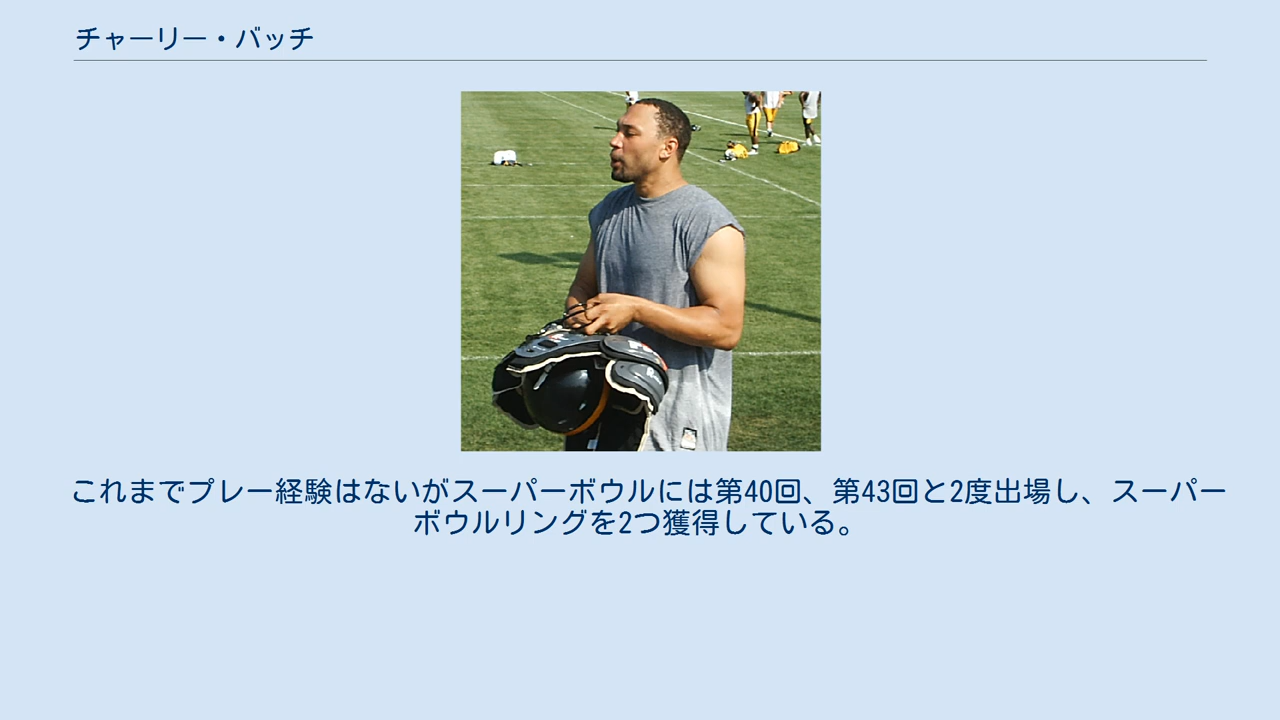 チャーリー・バッチ
これまでプレー経験はないがスーパーボウルには第40回、第43回と2度出場し、スーパー
ボウルリングを2つ獲得している。